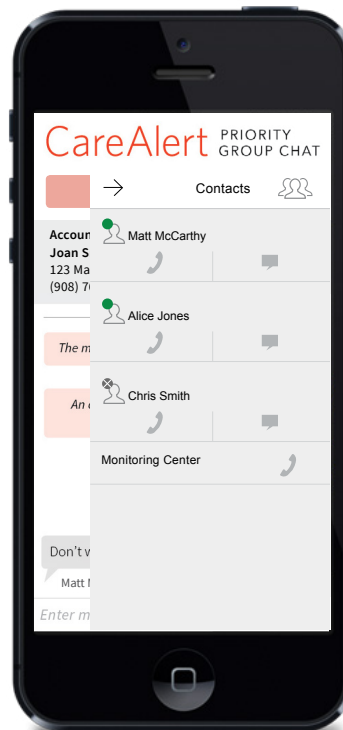 CareAlert PRIORITY
GROUP CHAT
Contacts
Accoun
Joan S
123 Ma
(908) 7
Matt McCarthy
The m
Alice Jones
An
Chris Smith
Monitoring Center
Don't w
Matt
Enter m